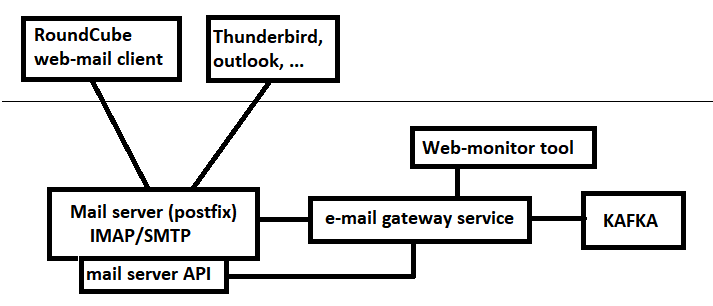 RoundCube
web-mail client
Thunderbird,
outlook, ...
Web-monitor tool
Mail server (postfix)
IMAP/SMTP
e-mail gateway service
KAFKA
mail server API